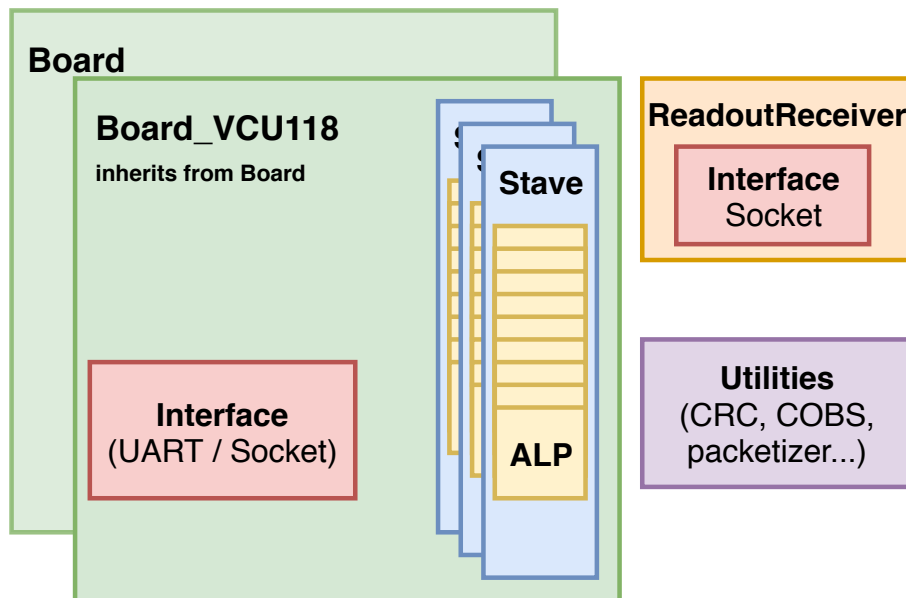 Board
Board_VCU118
inherits from Board
Stave
ALP
Interface
(UART / Socket)
ReadoutReceiver
Interface
Socket
Utilities
(CRC, COBS,
packetizer...)